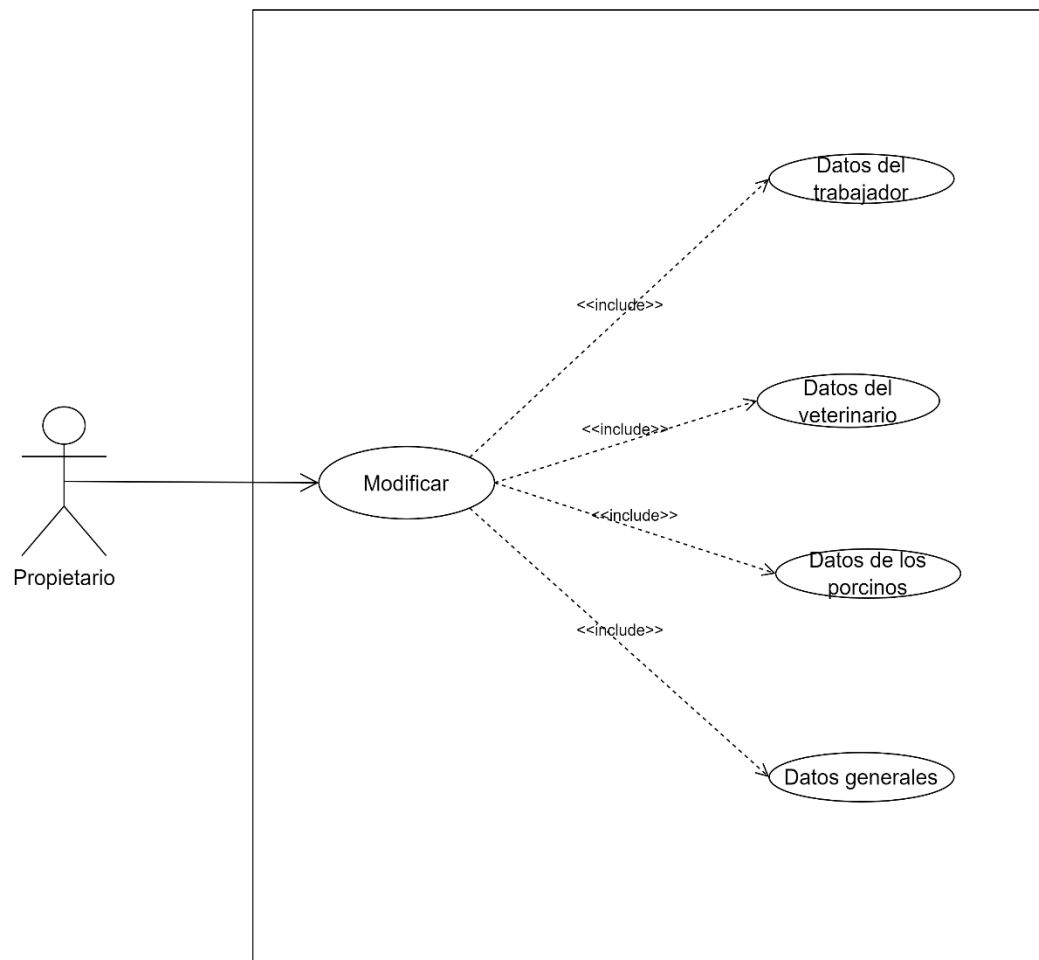 Datos del
trabajador
<<include>>
Datos del
veterinario
<<include>>
Modificar
<<include>>
Datos de los
porcinos
Propietario
<<include>>
Datos generales